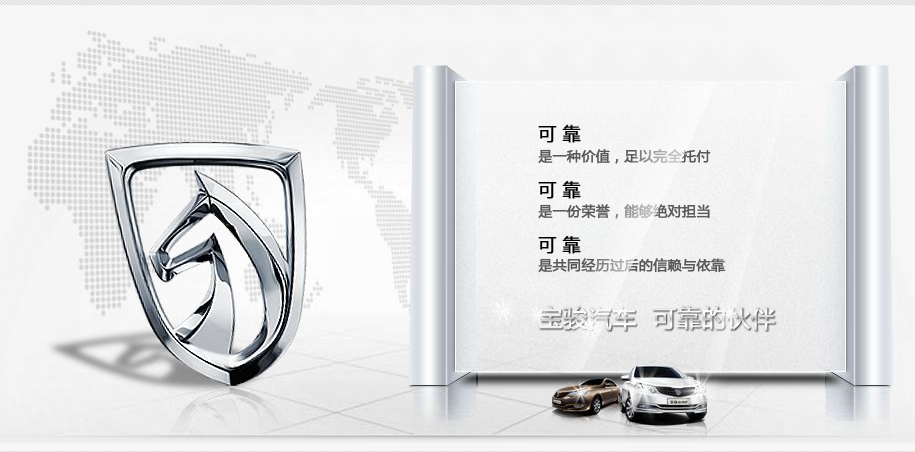 可靠
是一种价值，足以完全托付
可靠
是一份荣誉，能够绝对担当
可靠
是共同经历过后的信赖与依靠
宝骏汽车 可靠的伙伴